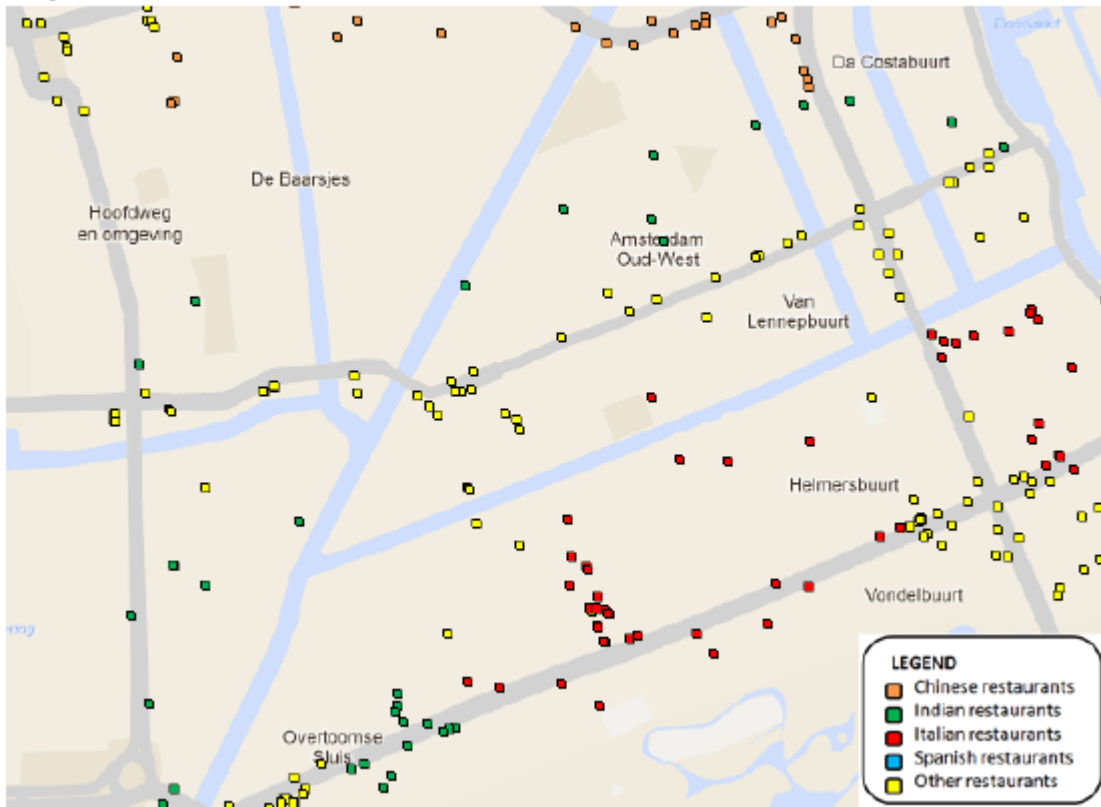 Da Costabuurt
De Baarsjes
Hoofdweg
en omgeving
Amsterdam
Oud-West
Van
Lennepbuurt
Helmersbuurt
Vondelbuurt
Overtoomse
Sluis
LEGEND
Chinese restaurants
Indian restaurants
Italian restaurants
Spanish restaurants
Other restaurants